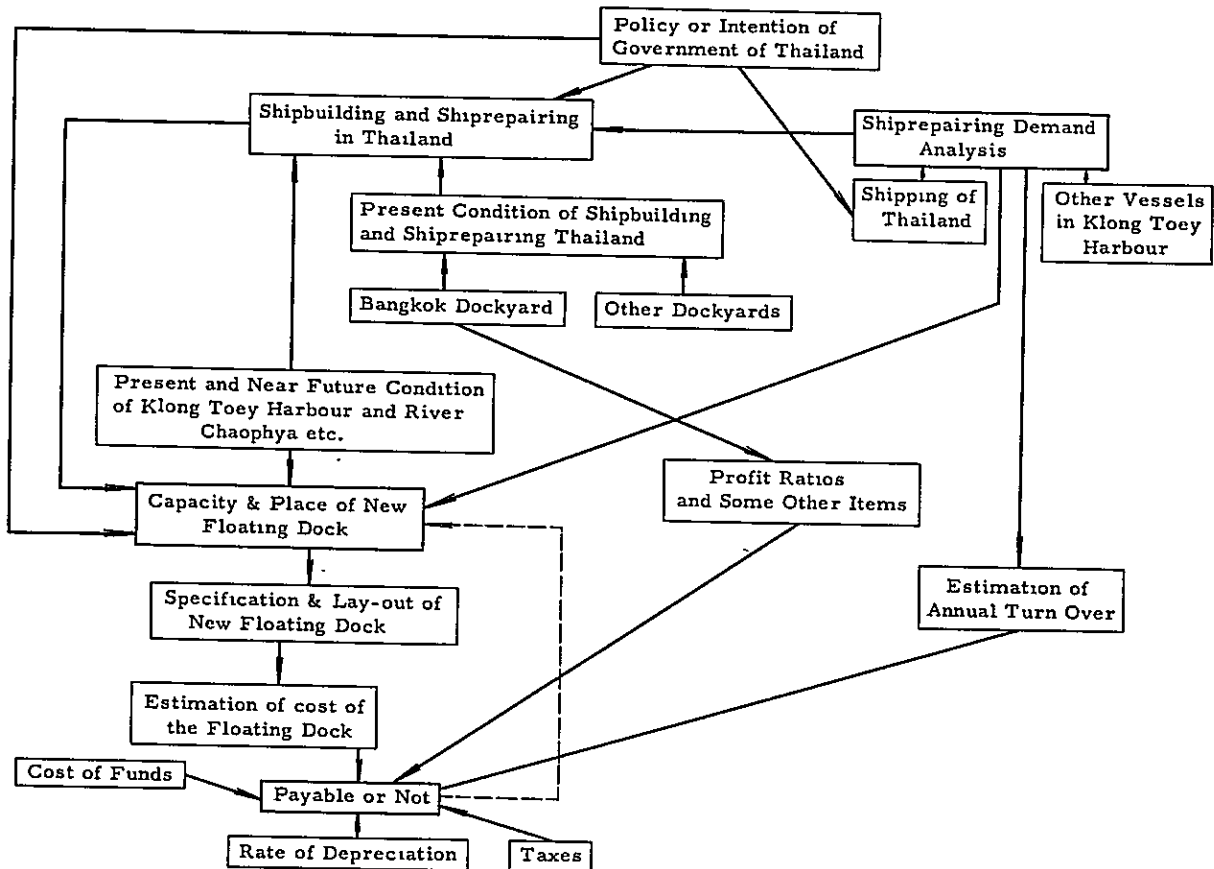 Policy or Intention of
Government of Thailand
Shipbuilding and Shiprepairing
in Thailand
Shiprepairing Demand
Analysis
Present Condition of Shipbuilding
and Shiprepairing Thailand
Shipping of
Thailand
Other Vessels
in Klong Toey
Harbour
Bangkok Dockyard
Other Dockyards
Present and Near Future Condition
of Klong Toey Harbour and River
Chaophya etc.
Profit Ratios
and Some Other Items
Capacity & Place of New
Floating Dock
Specification & Lay-out of
New Floating Dock
Estimation of
Annual Turn Over
Estimation of cost of
the Floating Dock
Cost of Funds
Payable or Not
Rate of Depreciation
Taxes